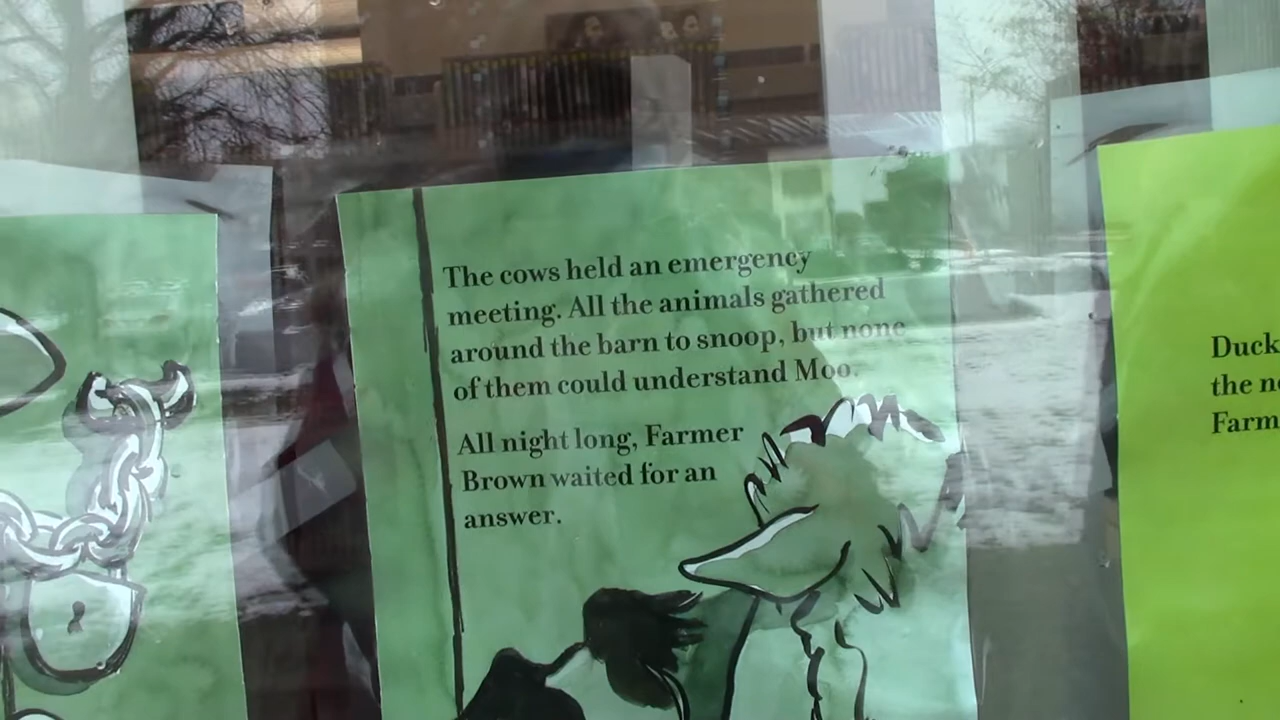 The cows held an emergency
meeting. All the animals gathered
around the barn to snoop, but none
of them could understand Moo.
All night long, Farmer
Brown waited for an
answer.
Duck
the
Farm